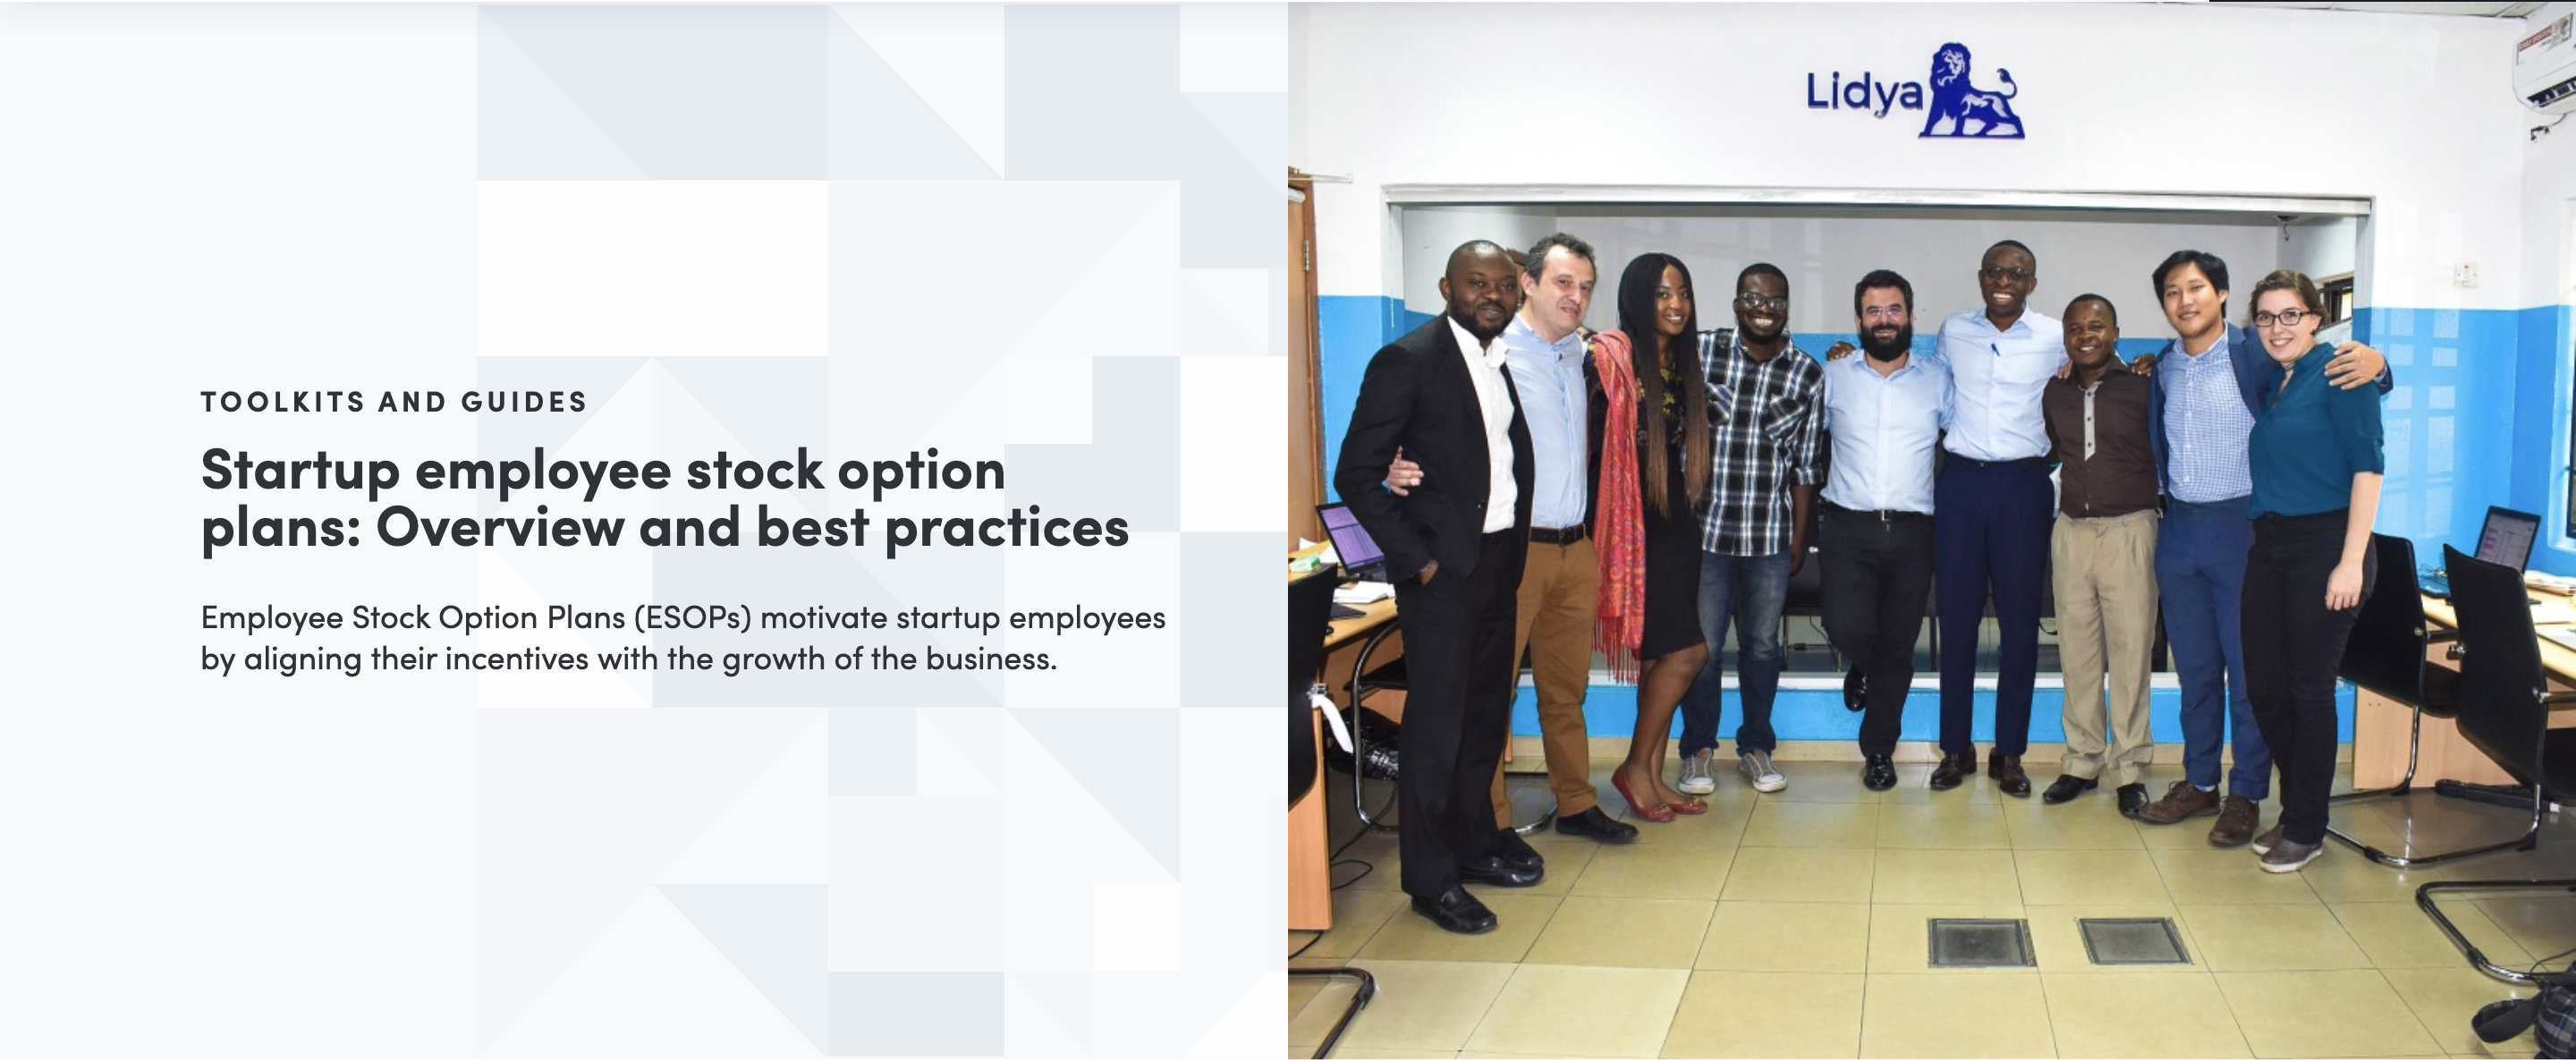 TOOLKITS AND GUIDES
Startup employee stock option
plans: Overview and best practices
Employee Stock Option Plans (ESOPs) motivate startup employees
by aligning their incentives with the growth of the business.
Lidya